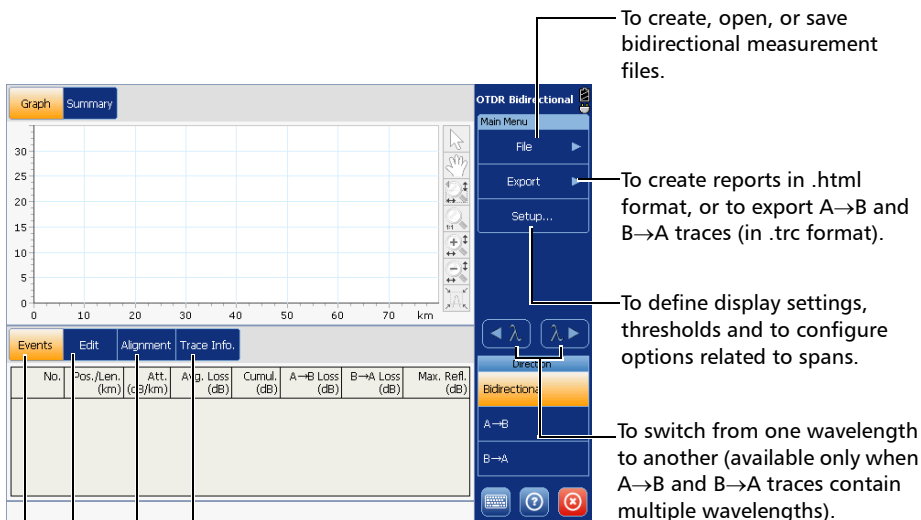 To create, open, or save
bidirectional measurement
files.
Graph Summary
30
25
20
15
10
5
0
0 10 20 30 40 50 60 70 km
1:1
OTDR Bidirectional
Main Menu
File
Export
Setup...
To create reports in .html
format, or to export A→B and
B→A traces (in .trc format).
To define display settings,
thresholds and to configure
options related to spans.
λ λ
Direction
Bidirectional
A→B
B→A
To switch from one wavelength
to another (available only when
A→B and B→A traces contain
multiple wavelengths).
Events Edit Alignment Trace Info.
No. Pos./Len. Att. Avg. Loss Cumul. A→B Loss B→A Loss Max. Refl.
(km) (dB/km) (dB) (dB) (dB) (dB) (dB)